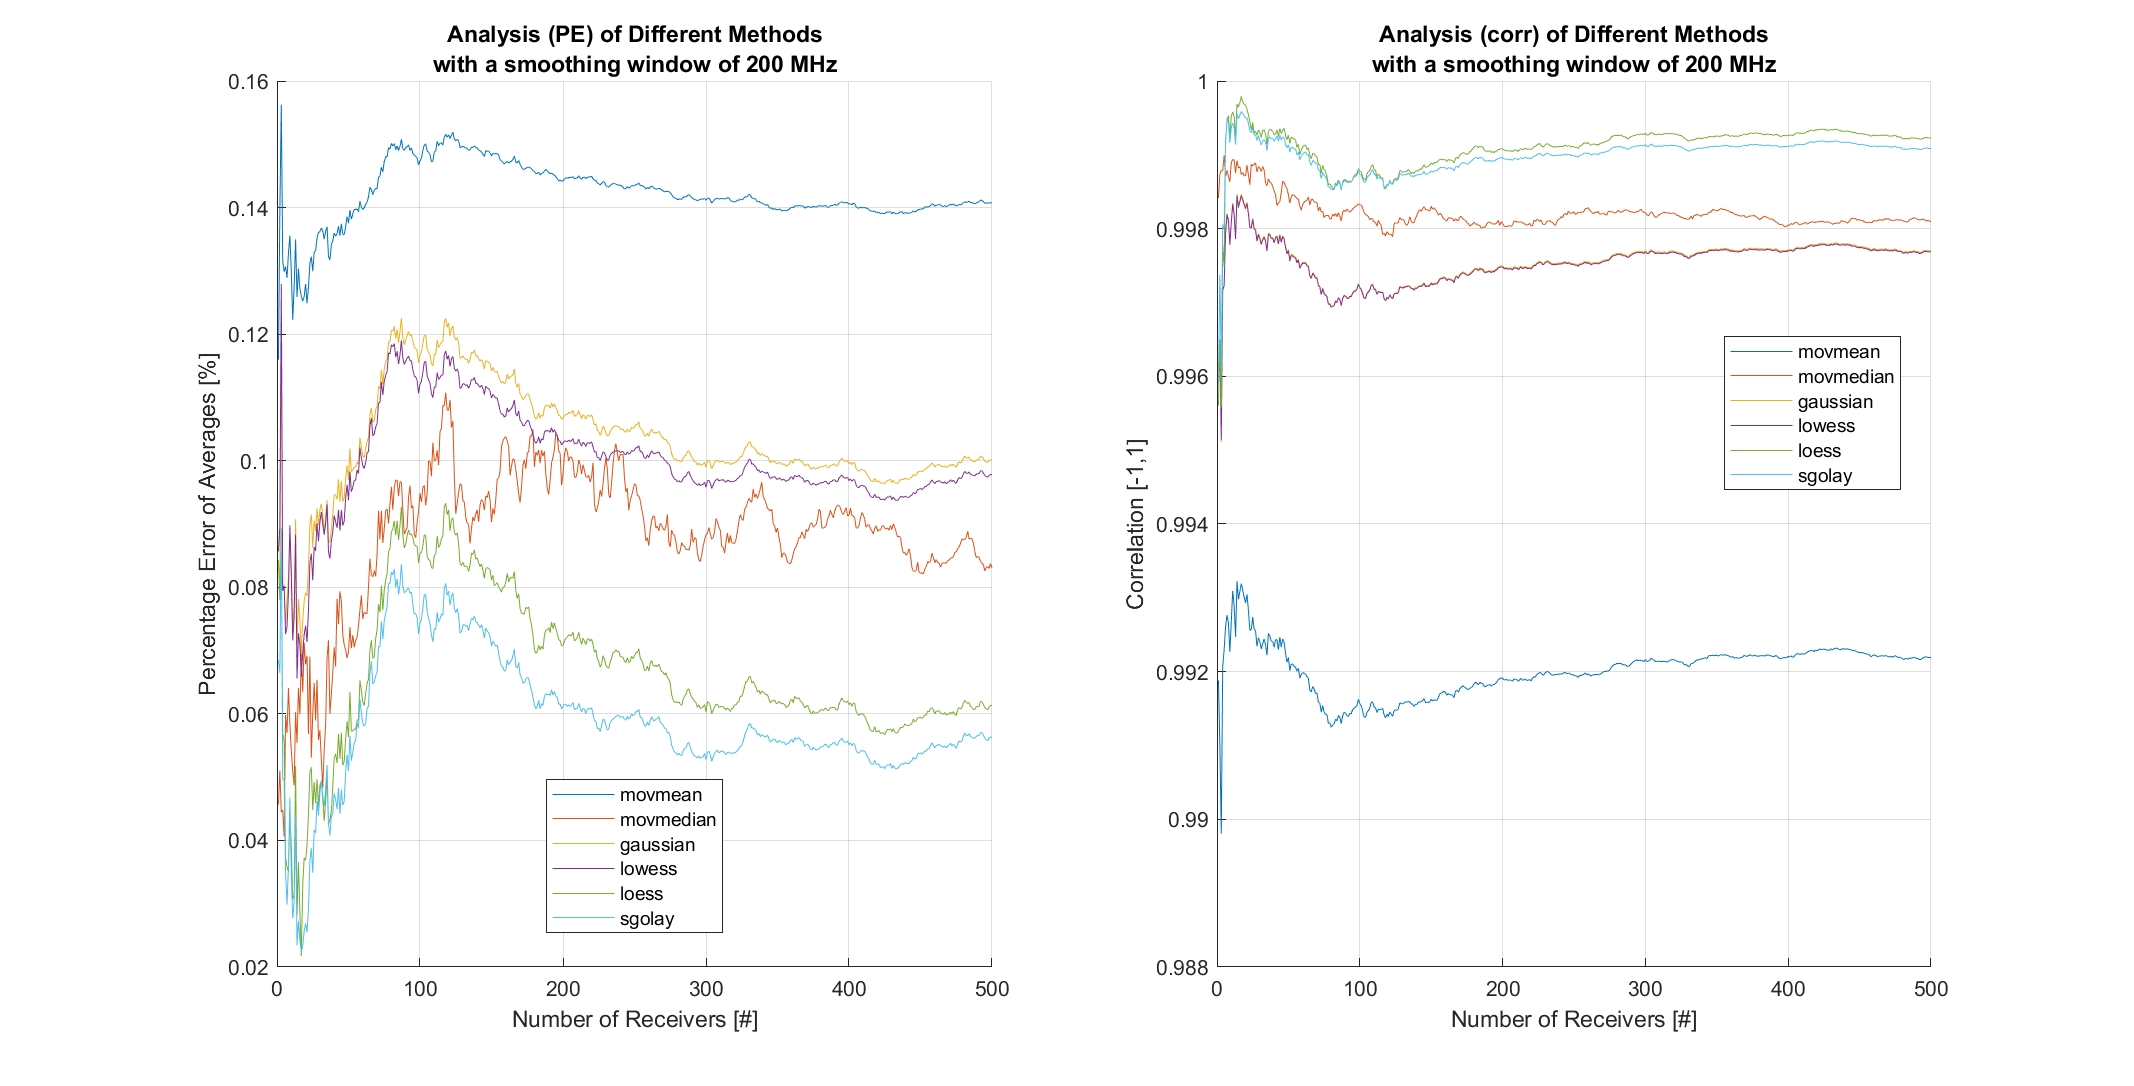 Analysis (PE) of Different Methods
with a smoothing window of 200 MHz
0.16
0.14
0.12
0.1
0.08
0.06
0.04
0.02
Percentage Error of Averages [%]
movmean
movmedian
gaussian
lowess
loess
sgolay
0 100 200 300 400 500
Number of Receivers [#]
Analysis (corr) of Different Methods
with a smoothing window of 200 MHz
1
0.998
0.996
0.994
0.992
0.99
0.988
Correlation [-1,1]
movmean
movmedian
gaussian
lowess
loess
sgolay
0 100 200 300 400 500
Number of Receivers [#]